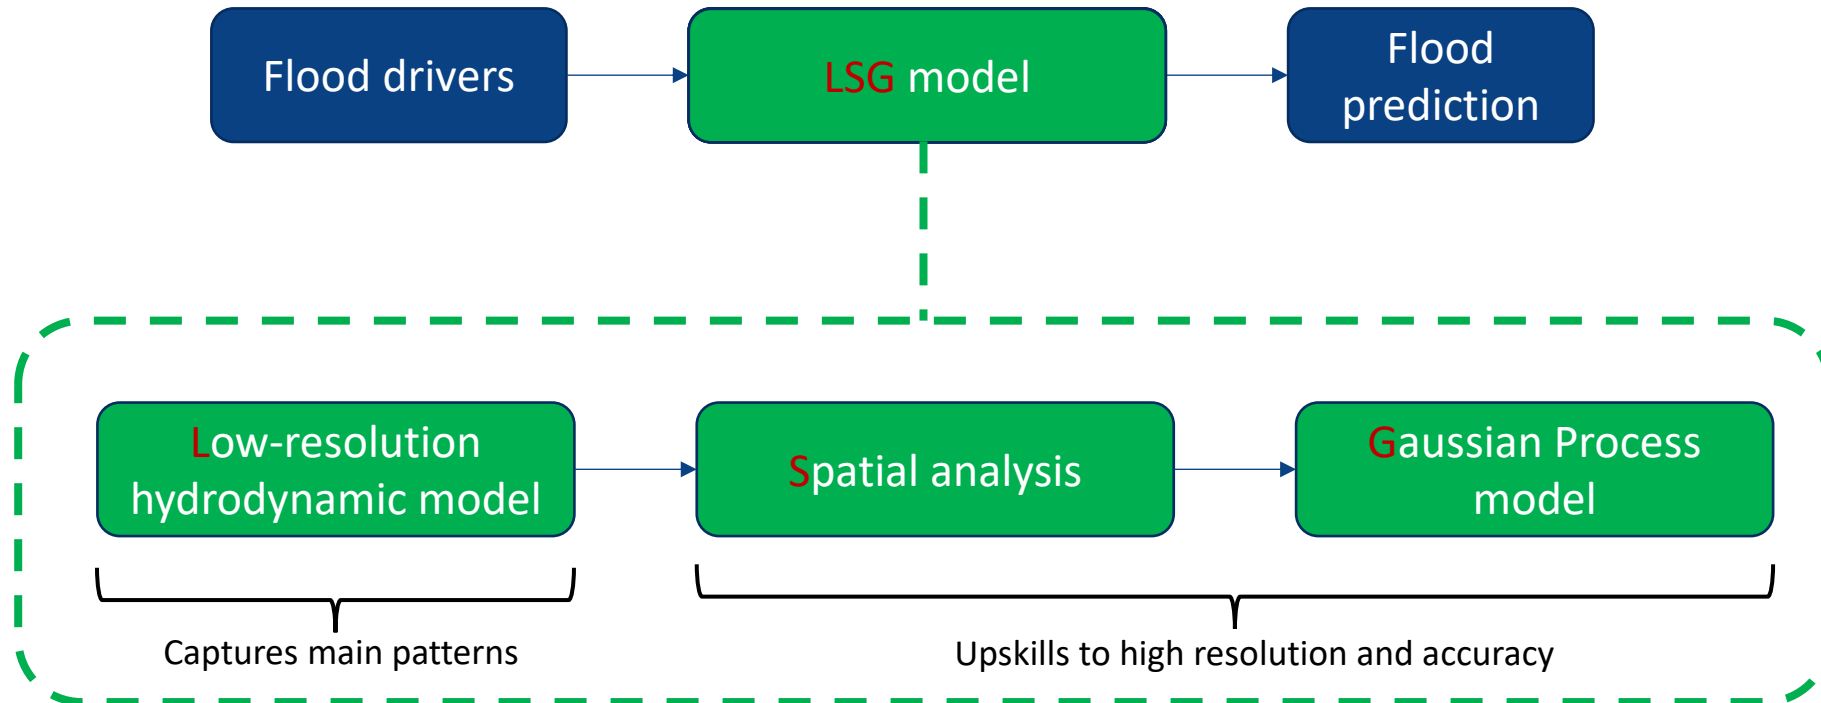 Flood drivers
LSG model
Flood
prediction
Low-resolution
hydrodynamic model
Spatial analysis
Gaussian Process
model
Captures main patterns
Upskills to high resolution and accuracy